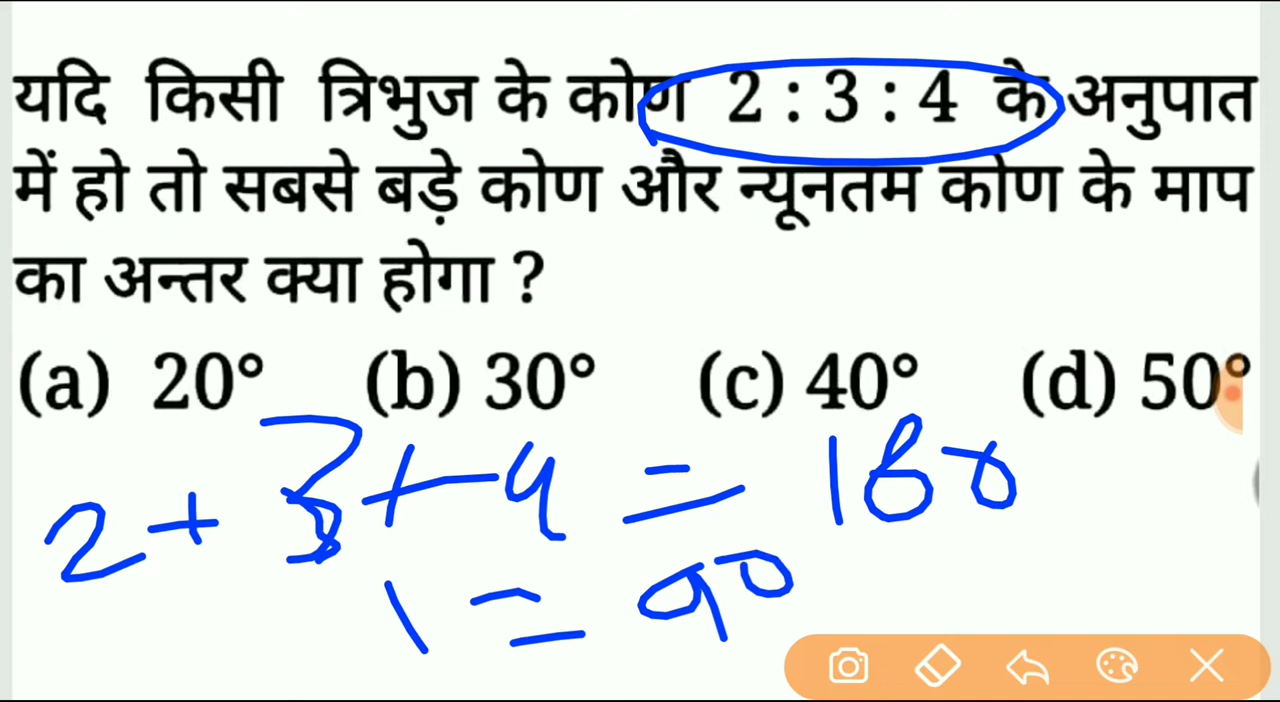 यदि किसी त्रिभुज के कोण 2 : 3 : 4 के अनुपात
में हो तो सबसे बड़े कोण और न्यूनतम कोण के माप
का अन्तर क्या होगा ?
(a) 20° (b) 30° (c) 40° (d) 50°
2 + 3 + 4 = 180
1 = 90